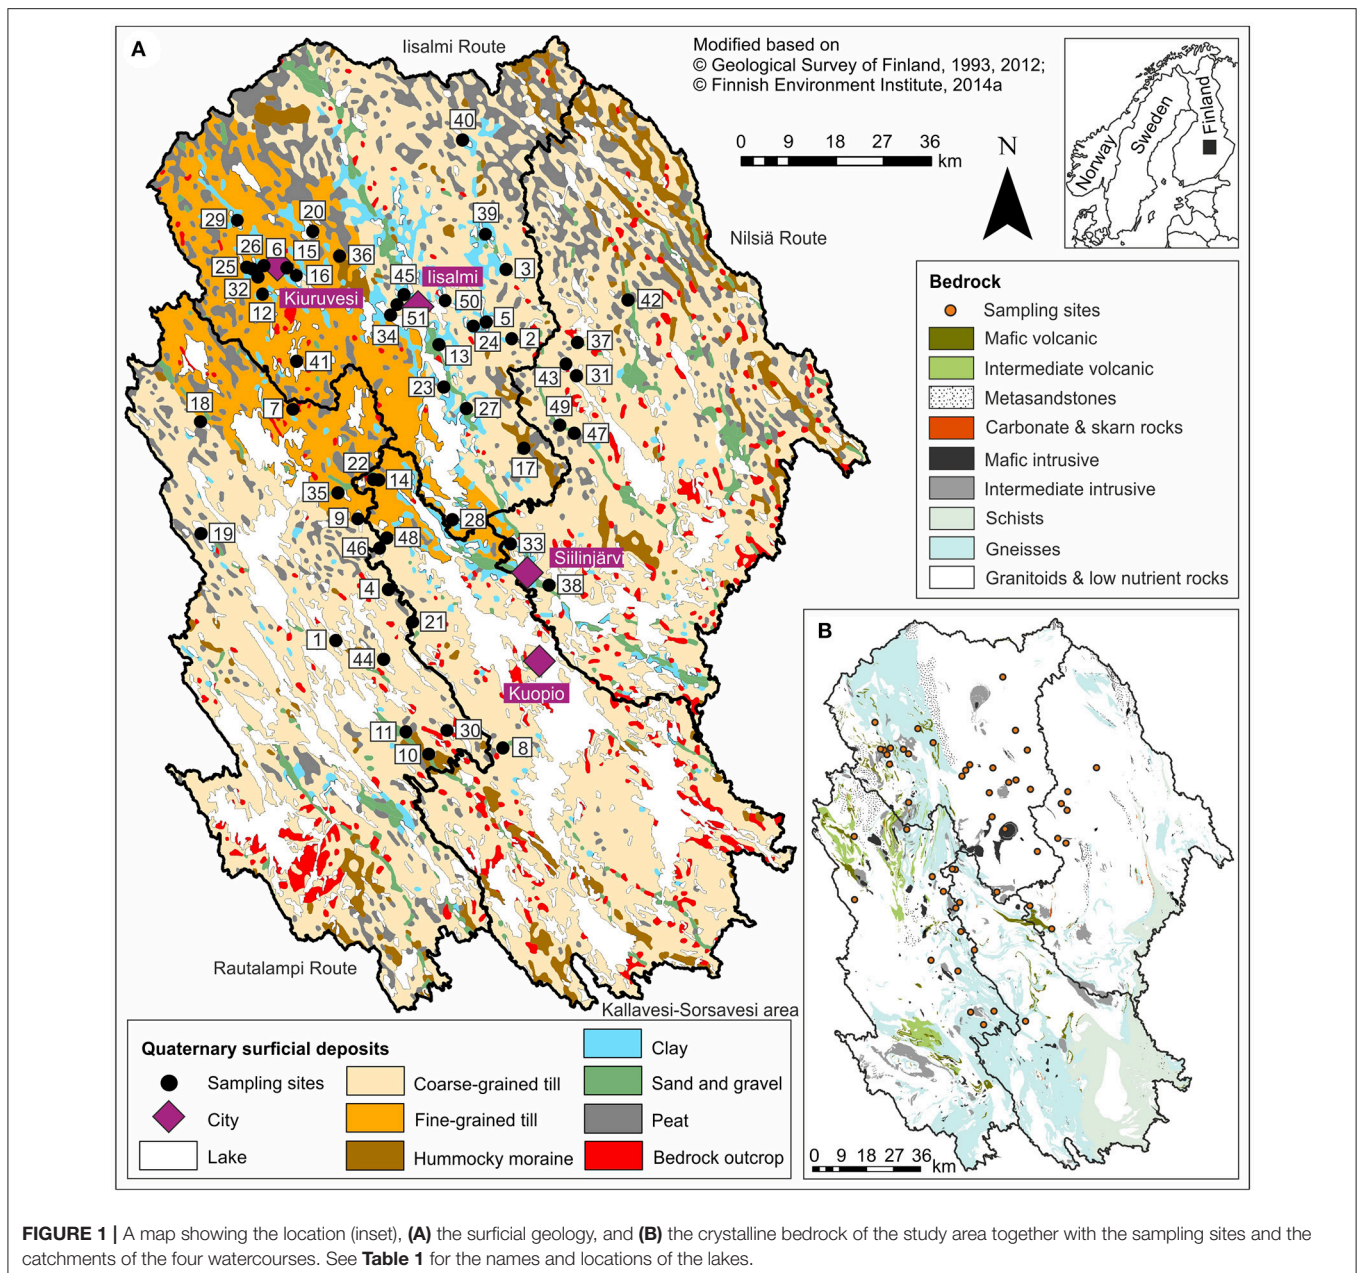 A
Iisalmi Route
Modified based on
© Geological Survey of Finland, 1993, 2012;
© Finnish Environment Institute, 2014a
0 9 18 27 36
km
N
Norway
Sweden
Finland
Nilsiä Route
40
29
20
39
26
6
15
36
25
16
45
Iisalmi
3
32
Kiuruvesi
50
42
12
51
5
34
24
2
37
41
13
43
31
23
18
7
27
49
47
22
17
14
35
9
28
19
48
33
46
Siilinjärvi
4
38
21
1
44
Kuopio
11
30
8
10
Rautalampi Route
Kallavesi-Sorsavesi area
Quaternary surficial deposits
Sampling sites
City
Lake
Coarse-grained till
Fine-grained till
Hummocky moraine
Clay
Sand and gravel
Peat
Bedrock outcrop
Bedrock
Sampling sites
Mafic volcanic
Intermediate volcanic
Metasandstones
Carbonate & skarn rocks
Mafic intrusive
Intermediate intrusive
Schists
Gneisses
Granitoids & low nutrient rocks
B
0 9 18 27 36
km
FIGURE 1 | A map showing the location (inset), (A) the surficial geology, and (B) the crystalline bedrock of the study area together with the sampling sites and the
catchments of the four watercourses. See Table 1 for the names and locations of the lakes.